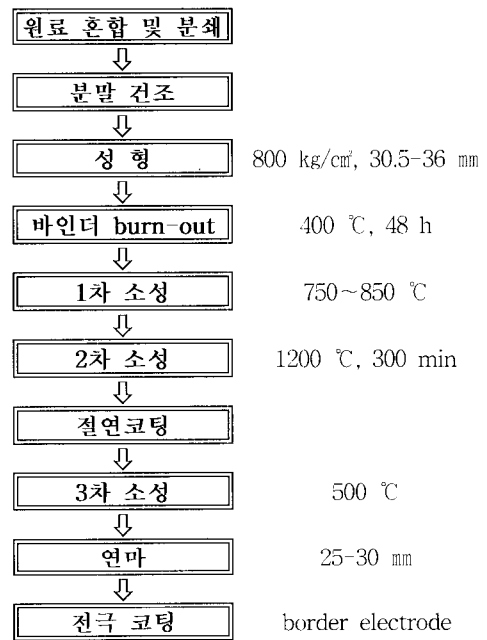 원료 혼합 및 분쇄
분말 건조
성 형 800 kg/㎠, 30.5-36 ㎜
바인더 burn-out 400 ℃, 48 h
1차 소성 750~850 ℃
2차 소성 1200 ℃, 300 min
절연코팅
3차 소성 500 ℃
연마 25-30 ㎜
전극 코팅 border electrode